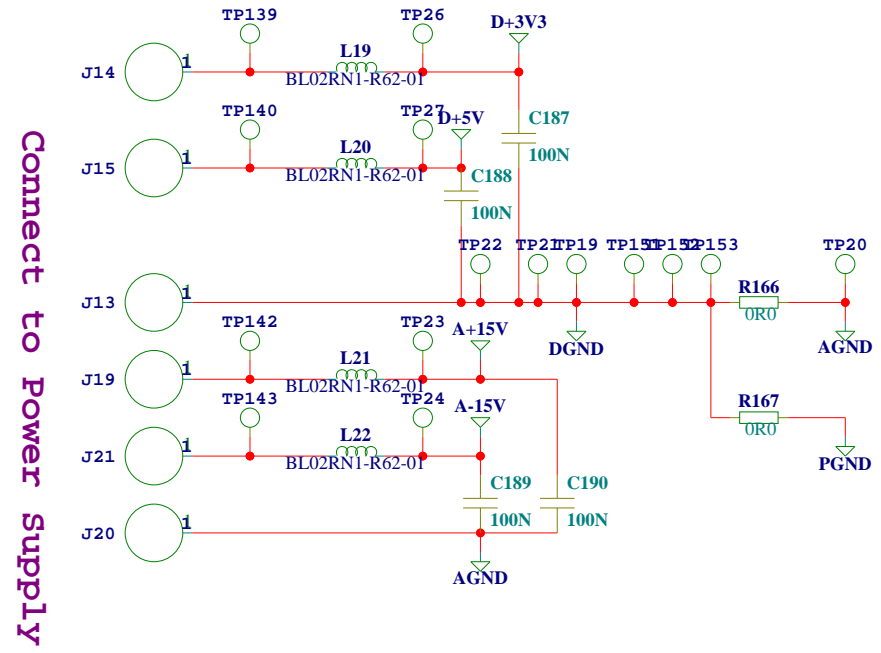 TP139
TP26
D+3V3
J14
1
L19
BL02RN1-R62-01
TP140
TP27
D+5V
C187
100N
J15
1
L20
BL02RN1-R62-01
C188
100N
TP22
TP21
TP19
TP151
TP152
TP153
TP20
J13
1
R166
0R0
DGND
AGND
TP142
TP23
A+15V
J19
1
L21
BL02RN1-R62-01
TP143
TP24
A-15V
R167
0R0
PGND
J21
1
L22
BL02RN1-R62-01
C189
100N
C190
100N
J20
1
AGND
Connect to Power Supply